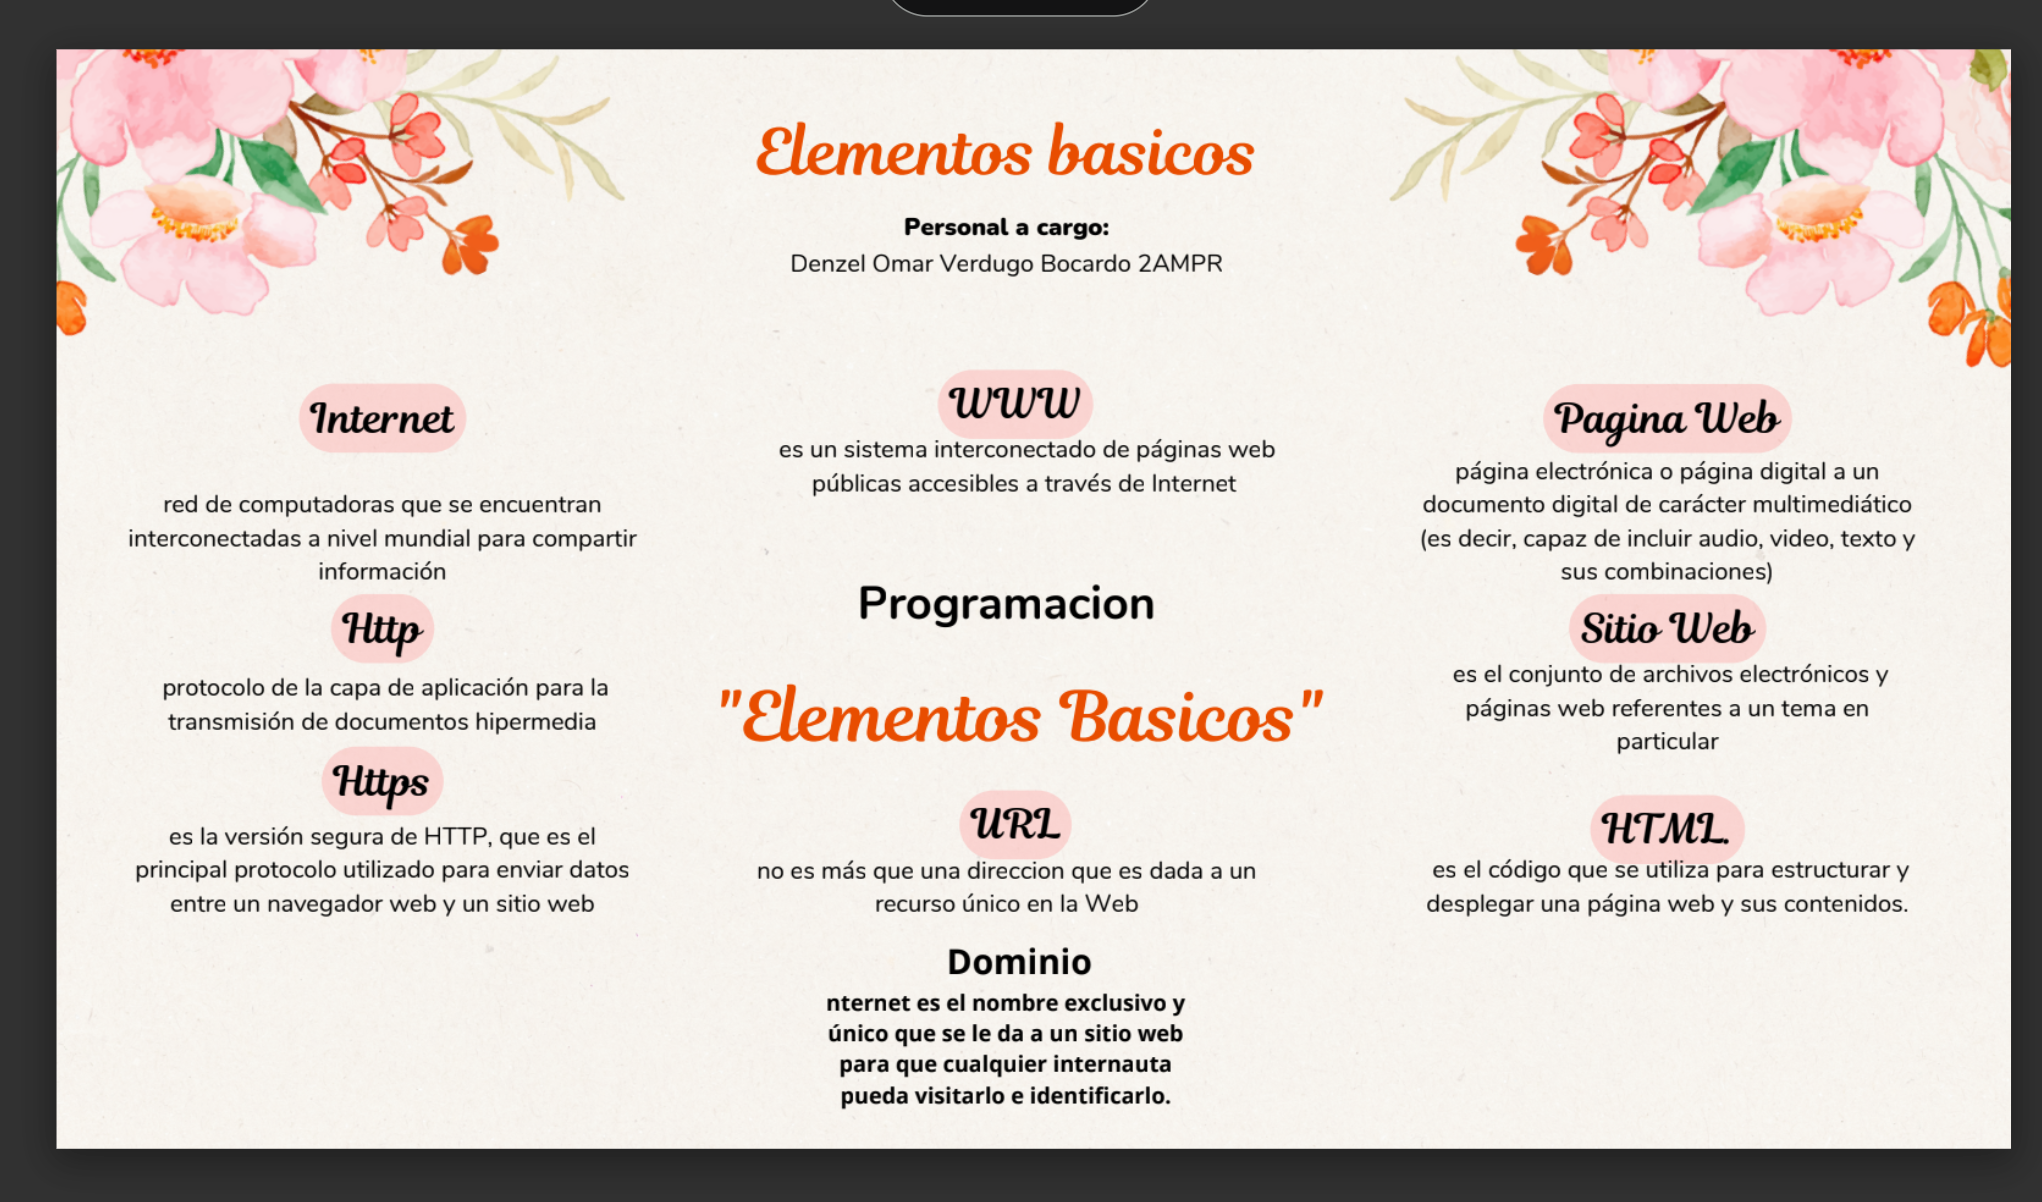 Elementos basicos
Personal a cargo:
Denzel Omar Verdugo Bocardo 2AMPR
Internet
red de computadoras que se encuentran
interconectadas a nivel mundial para compartir
información
Http
protocolo de la capa de aplicación para la
transmisión de documentos hipermedia
Https
es la versión segura de HTTP, que es el
principal protocolo utilizado para enviar datos
entre un navegador web y un sitio web
WWW
es un sistema interconectado de páginas web
públicas accesibles a través de Internet
Programacion
"Elementos Basicos"
URL
no es más que una direccion que es dada a un
recurso único en la Web
Dominio
nternet es el nombre exclusivo y
único que se le da a un sitio web
para que cualquier internauta
pueda visitarlo e identificarlo.
Pagina Web
página electrónica o página digital a un
documento digital de carácter multimediático
(es decir, capaz de incluir audio, video, texto y
sus combinaciones)
Sitio Web
es el conjunto de archivos electrónicos y
páginas web referentes a un tema en
particular
HTML.
es el código que se utiliza para estructurar y
desplegar una página web y sus contenidos.